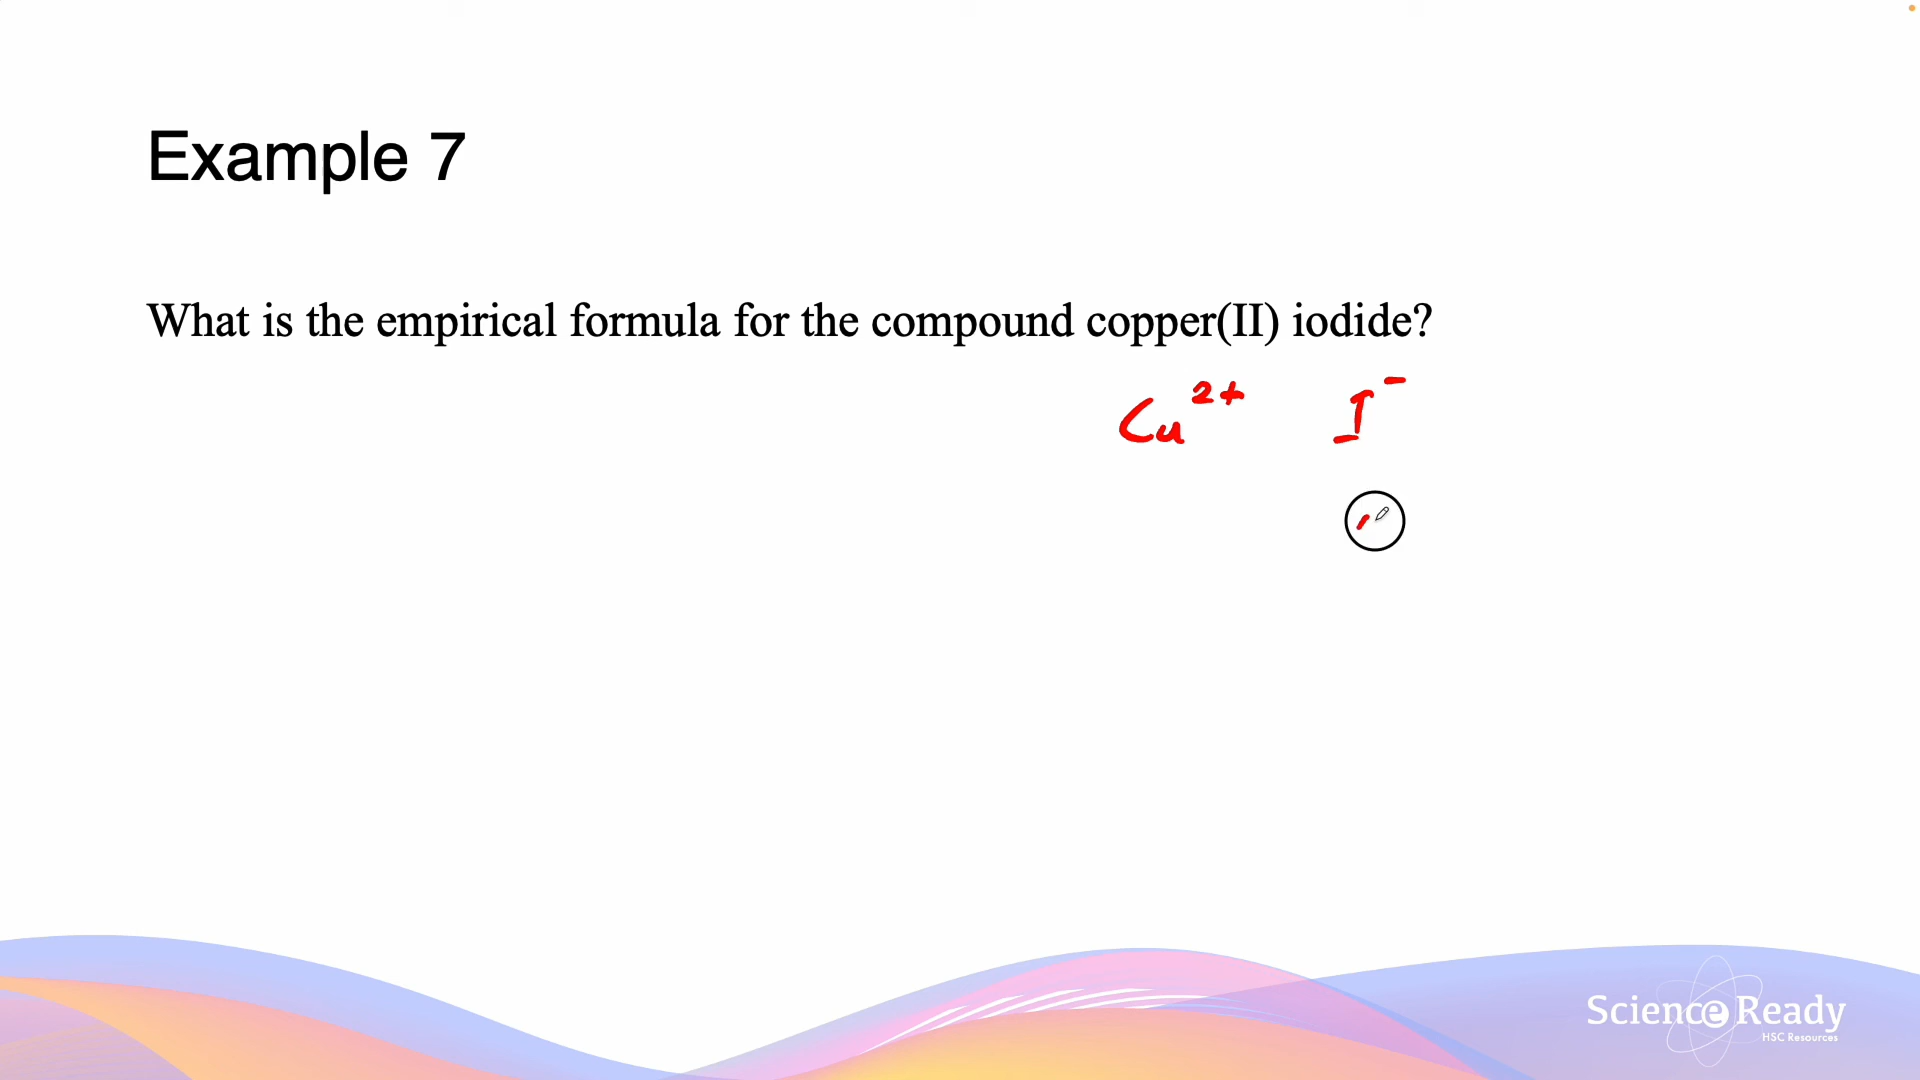 Example 7
What is the empirical formula for the compound copper(II) iodide?
Cu²⁺ I⁻
Science Ready
HSC Resources